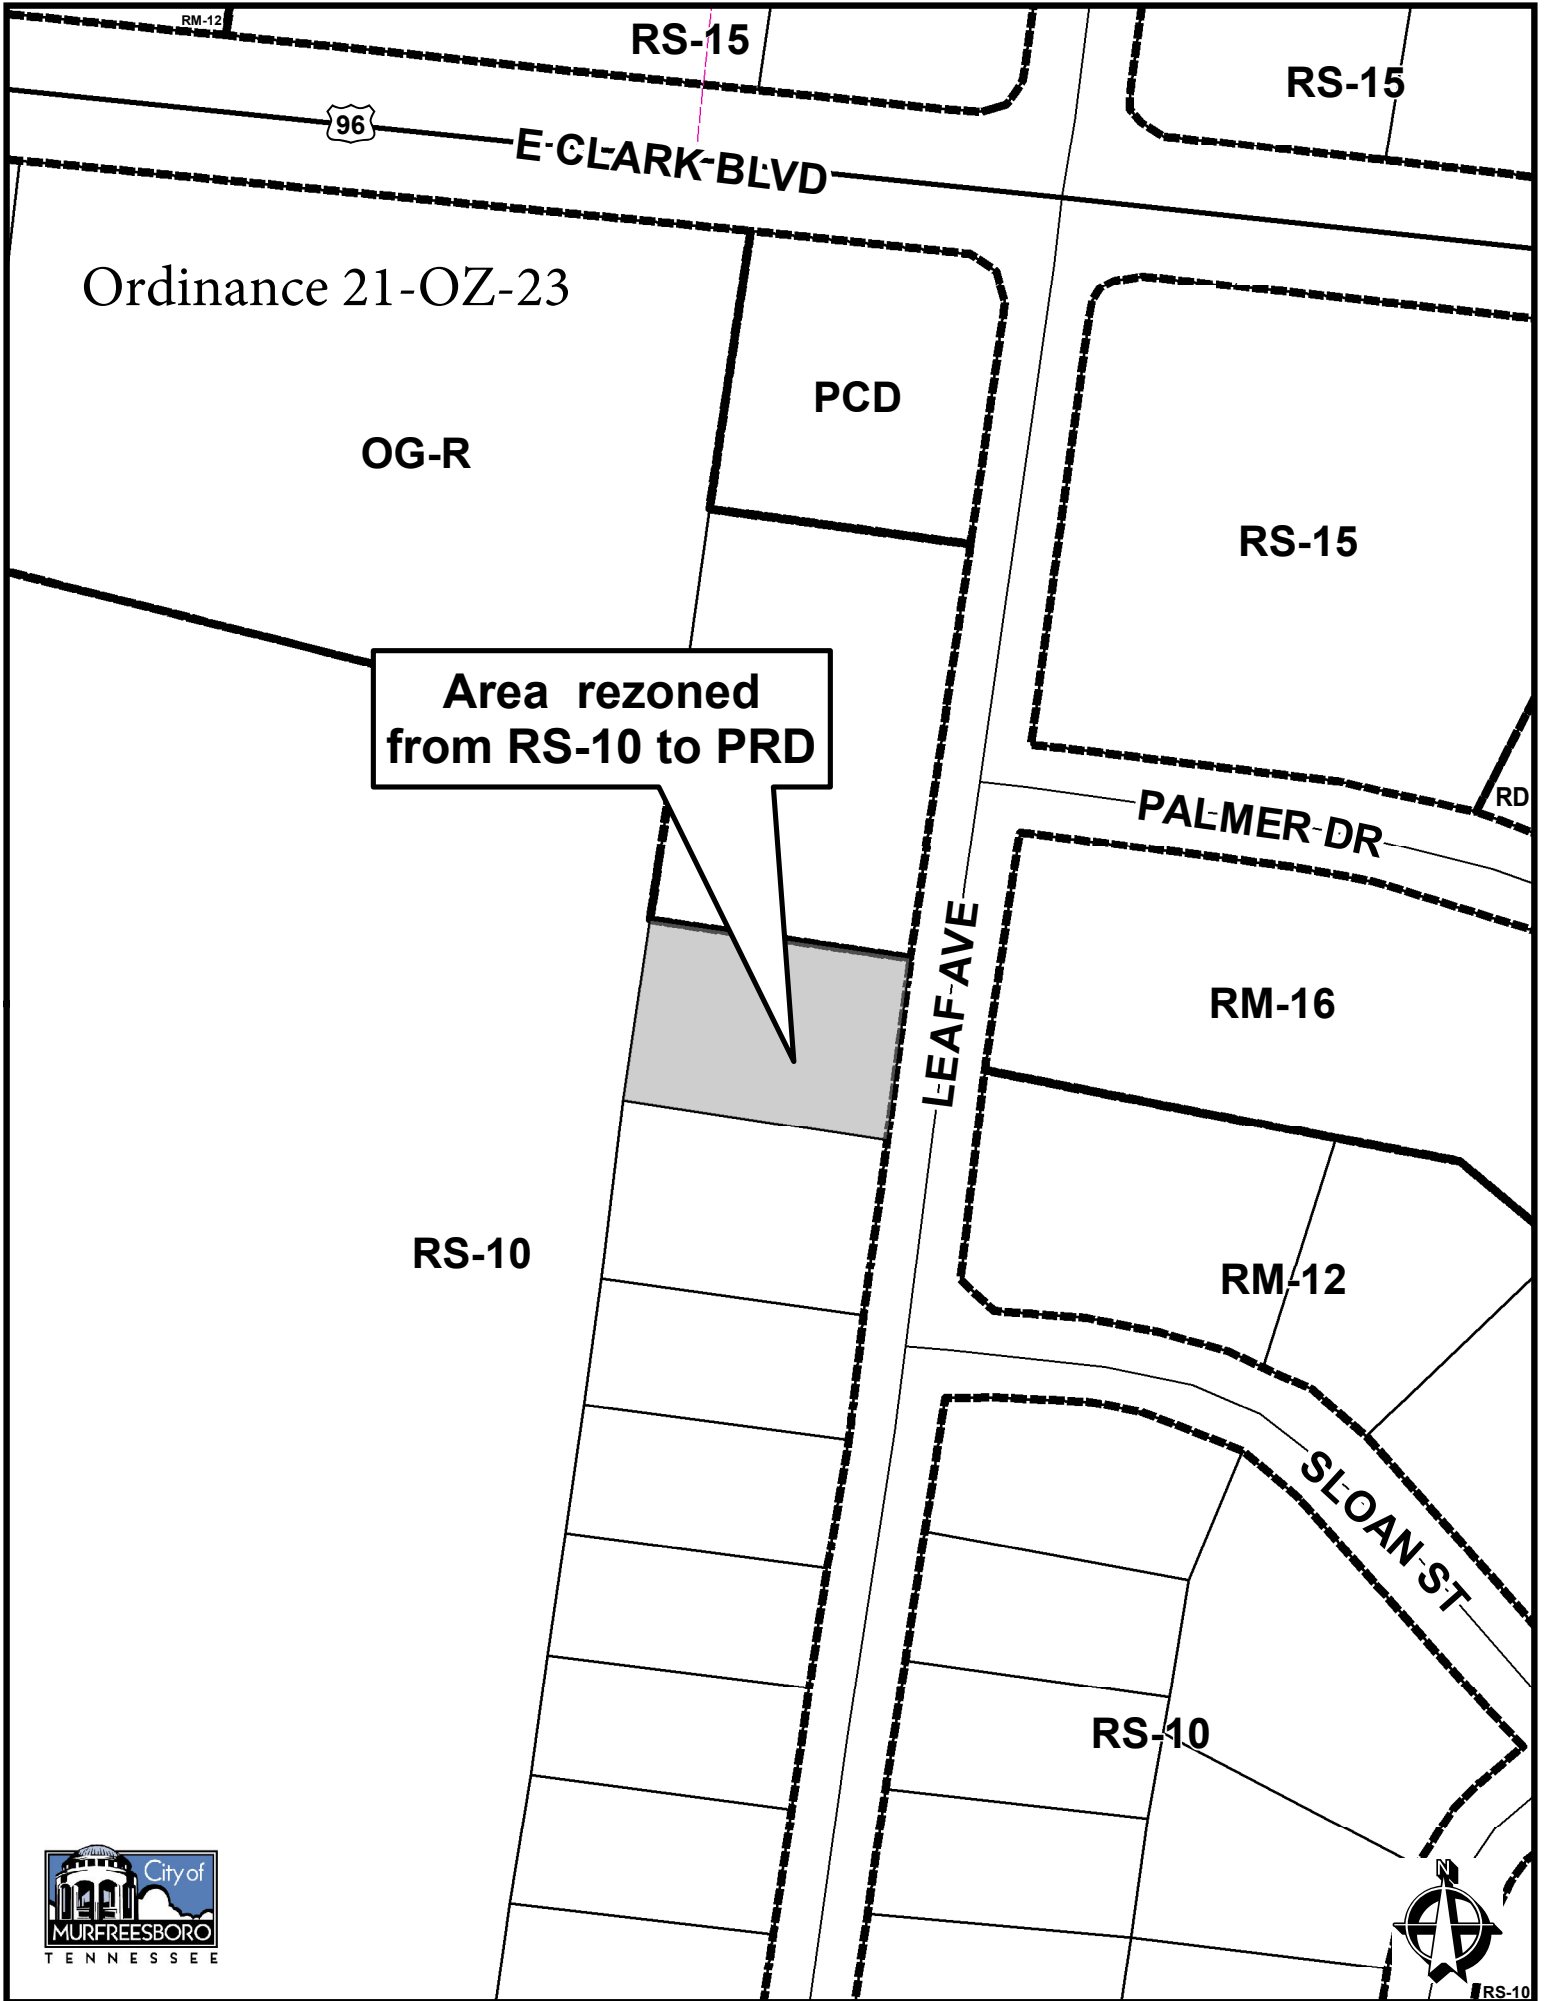 RM-12
RS-15
RS-15
96
E CLARK BLVD
Ordinance 21-OZ-23
PCD
OG-R
RS-15
Area rezoned
from RS-10 to PRD
RD
PALMER DR
LEAF AVE
RM-16
RS-10
RM-12
SLOAN ST
RS-10
City of
MURFREESBORO
TENNESSEE
N
RS-10